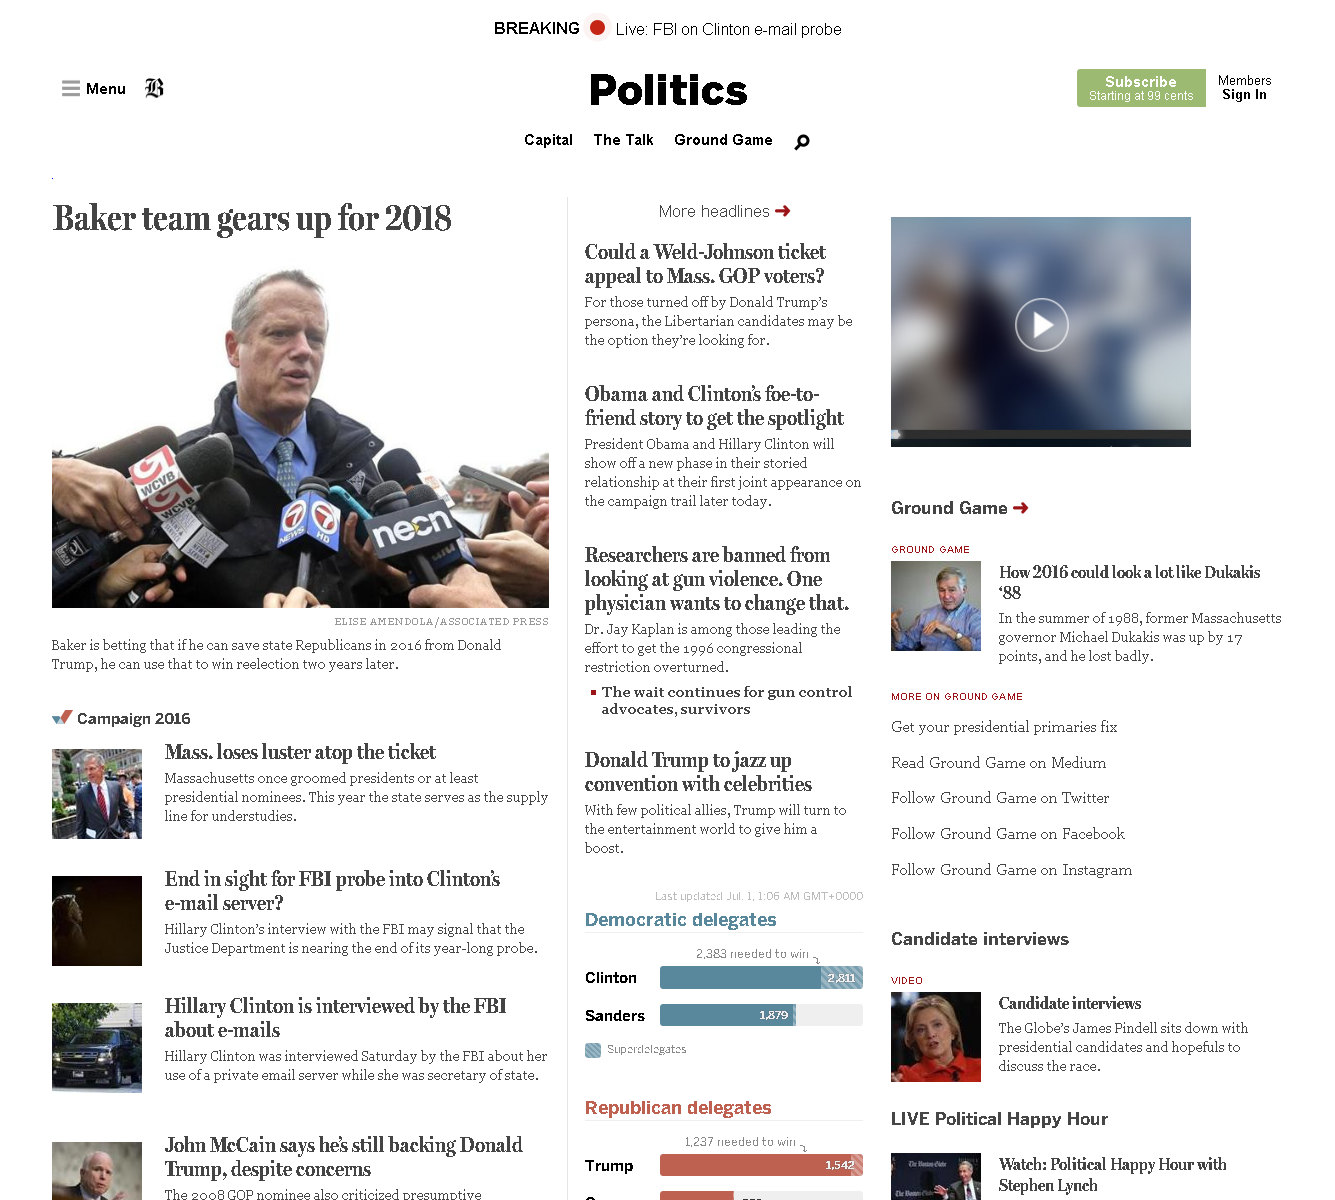 BREAKING Live: FBI on Clinton e-mail probe
Menu B Politics Subscribe
Starting at 99 cents
Members
Sign In
Capital The Talk Ground Game
Baker team gears up for 2018
WCVB
7
NEWS HD
necn
ELISE AMENDOLA/ASSOCIATED PRESS
Baker is betting that if he can save state Republicans in 2016 from Donald
Trump, he can use that to win reelection two years later.
Campaign 2016
Mass. loses luster atop the ticket
Massachusetts once groomed presidents or at least
presidential nominees. This year the state serves as the supply
line for understudies.
End in sight for FBI probe into Clinton's
e-mail server?
Hillary Clinton's interview with the FBI may signal that the
Justice Department is nearing the end of its year-long probe.
Hillary Clinton is interviewed by the FBI
about e-mails
Hillary Clinton was interviewed Saturday by the FBI about her
use of a private email server while she was secretary of state.
John McCain says he's still backing Donald
Trump, despite concerns
The 2008 GOP nominee also criticized presumptive
More headlines
Could a Weld-Johnson ticket
appeal to Mass. GOP voters?
For those turned off by Donald Trump's
persona, the Libertarian candidates may be
the option they're looking for.
Obama and Clinton's foe-to-
friend story to get the spotlight
President Obama and Hillary Clinton will
show off a new phase in their storied
relationship at their first joint appearance on
the campaign trail later today.
Researchers are banned from
looking at gun violence. One
physician wants to change that.
Dr. Jay Kaplan is among those leading the
effort to get the 1996 congressional
restriction overturned.
The wait continues for gun control
advocates, survivors
Donald Trump to jazz up
convention with celebrities
With few political allies, Trump will turn to
the entertainment world to give him a
boost.
Last updated Jul. 1, 1:06 AM GMT+0000
Democratic delegates
2,383 needed to win
Clinton 2,811
Sanders 1,879
Superdelegates
Republican delegates
1,237 needed to win
Trump 1,542
Ground Game
GROUND GAME
How 2016 could look a lot like Dukakis
'88
In the summer of 1988, former Massachusetts
governor Michael Dukakis was up by 17
points, and he lost badly.
MORE ON GROUND GAME
Get your presidential primaries fix
Read Ground Game on Medium
Follow Ground Game on Twitter
Follow Ground Game on Facebook
Follow Ground Game on Instagram
Candidate interviews
VIDEO
Candidate interviews
The Globe's James Pindell sits down with
presidential candidates and hopefuls to
discuss the race.
LIVE Political Happy Hour
The Boston Globe
Watch: Political Happy Hour with
Stephen Lynch